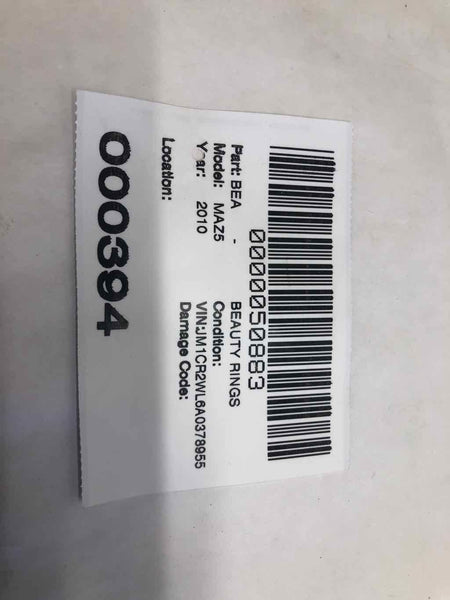 0000050883
Part: BEA - BEAUTY RINGS
Model: MAZ5 Condition:
Year: 2010 VIN:JM1CR2WL6A0378955
Damage Code:
Location:
000394